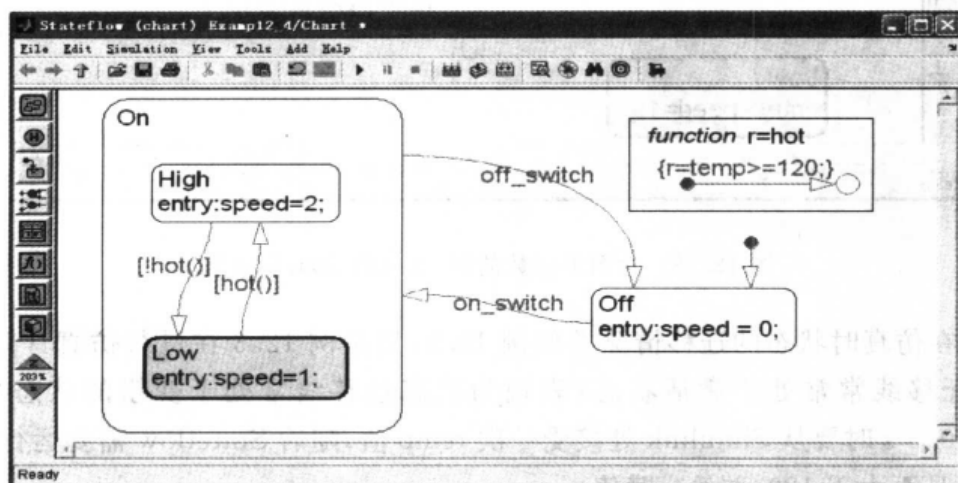 Stateflow (chart) Examp12_4/Chart *
File Edit Simulation View Tools Add Help
On
High
entry:speed=2;
[!hot()]
[hot()]
Low
entry:speed=1;
off_switch
on_switch
function r=hot
{r=temp>=120;}
Off
entry:speed = 0;
203%
Ready